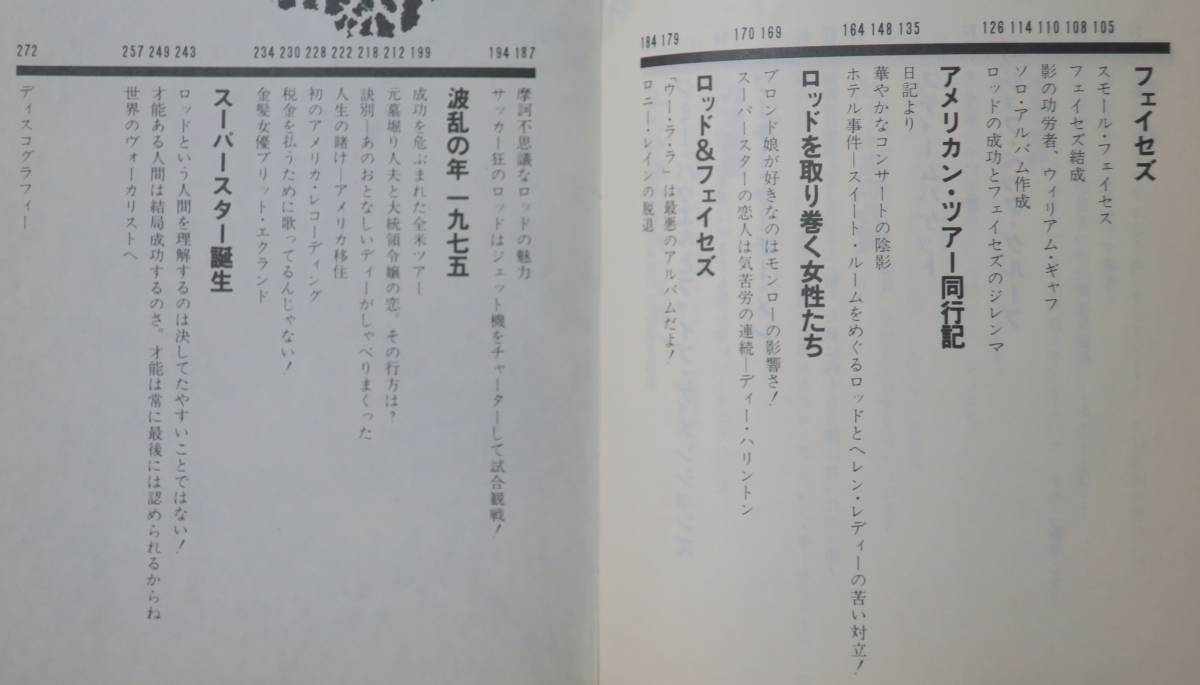 フェイセズ
105 スモール・フェイセス
108 フェイセズ結成
110 影の功労者、ウィリアム・ギャフ
114 ソロ・アルバム作成
126 ロッドの成功とフェイセズのジレンマ
アメリカン・ツアー同行記
135 日記より
148 華やかなコンサートの陰影
164 ホテル事件―スイート・ルームをめぐるロッドとヘレン・レディーの苦い対立！
ロッドを取り巻く女性たち
169 ブロンド娘が好きなのはモンローの影響さ！
170 スーパースターの恋人は気苦労の連続―ディー・ハリントン
ロッド&フェイセズ
179 「ウー・ラ・ラ」は最悪のアルバムだよ！
184 ロニー・レインの脱退
187 摩訶不思議なロッドの魅力
194 サッカー狂のロッドはジェット機をチャーターして試合観戦！
波乱の年 一九七五
199 成功を危ぶまれた全米ツアー
212 元墓堀り人夫と大統領令嬢の恋。その行方は？
218 訣別―あのおとなしいディーがしゃべりまくった
222 人生の賭け―アメリカ移住
228 初のアメリカ・レコーディング
230 税金を払うために歌ってるんじゃない！
234 金髪女優ブリット・エクランド
スーパースター誕生
243 ロッドという人間を理解するのは決してたやすいことではない！
249 才能ある人間は結局成功するのさ。才能は常に最後には認められるからね
257 世界のヴォーカリストへ
272 ディスコグラフィー